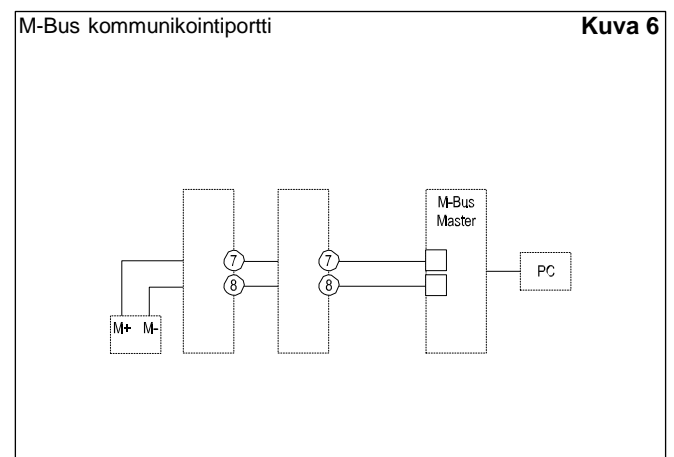 M-Bus kommunikointiportti
Kuva 6
M-Bus
Master
7
7
8
8
PC
M+ M-